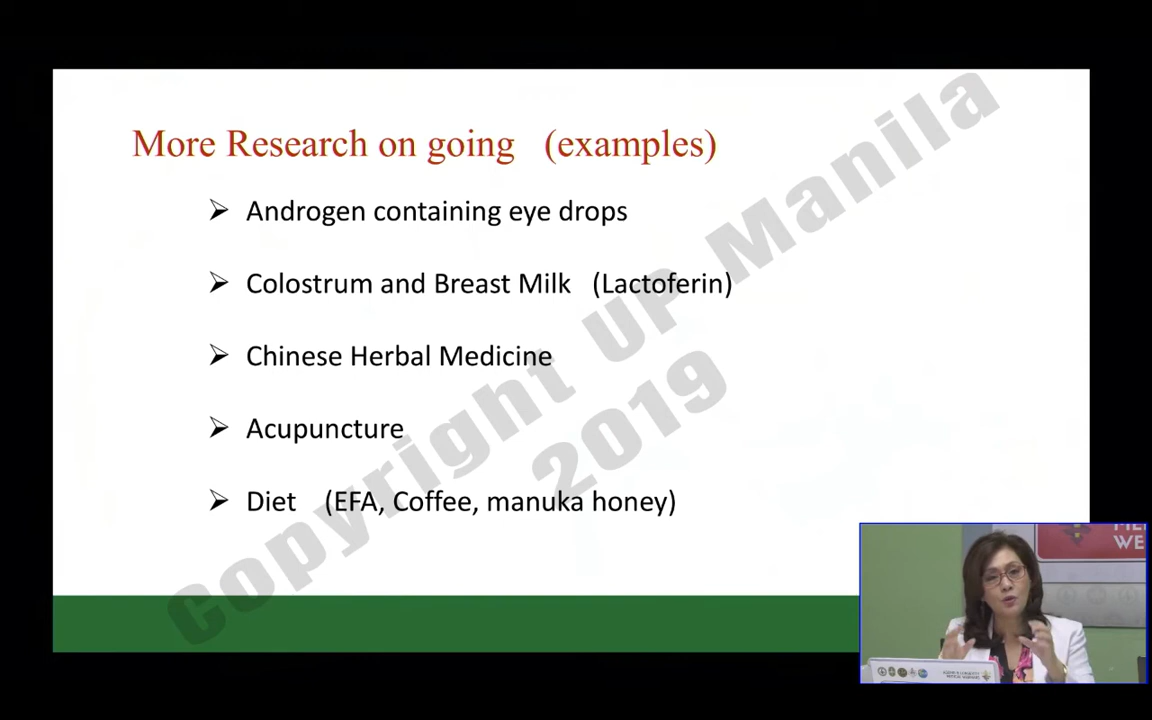 More Research on going (examples)
➢ Androgen containing eye drops
➢ Colostrum and Breast Milk (Lactoferin)
➢ Chinese Herbal Medicine
➢ Acupuncture
➢ Diet (EFA, Coffee, manuka honey)
Copyright UP Manila
2019
WE